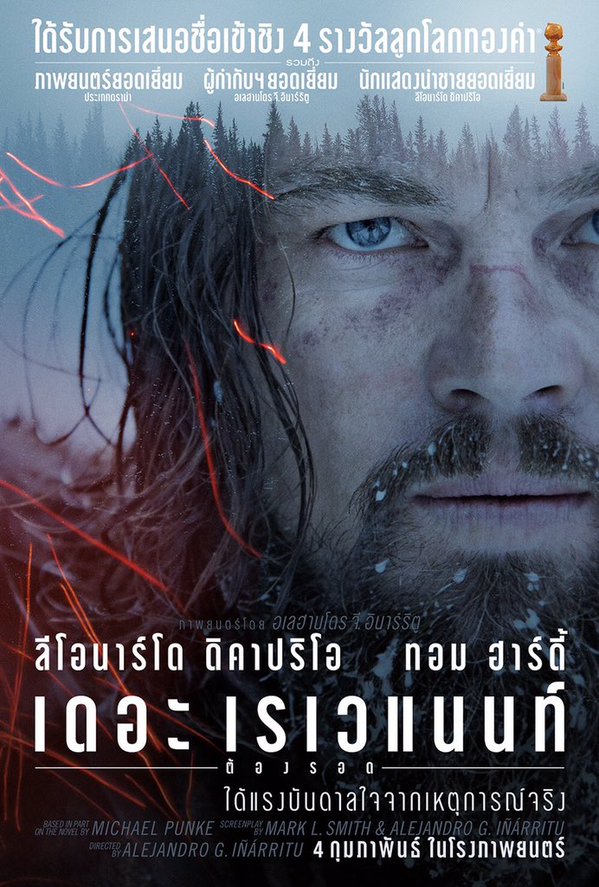 ได้รับการเสนอชื่อเข้าชิง 4 รางวัลลูกโลกทองคำ
รวมถึง
ภาพยนตร์ยอดเยี่ยม ผู้กำกับฯยอดเยี่ยม นักแสดงนำชายยอดเยี่ยม
ประเภทดราม่า อเลฮานโดร จี. อินาร์ริตู ลีโอนาร์โด ดิคาปริโอ
ภาพยนตร์โดย อเลฮานโดร จี. อินาร์ริตู
ลีโอนาร์โด ดิคาปริโอ ทอม ฮาร์ดี้
เดอะ เรเวแนนท์
ต้องรอด
ได้แรงบันดาลใจจากเหตุการณ์จริง
BASED IN PART ON THE NOVEL BY MICHAEL PUNKE SCREENPLAY BY MARK L. SMITH & ALEJANDRO G. IÑÁRRITU
DIRECTED BY ALEJANDRO G. IÑÁRRITU 4 กุมภาพันธ์ ในโรงภาพยนตร์